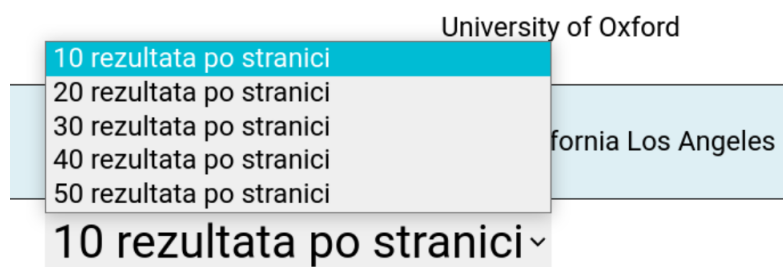 University of Oxford
10 rezultata po stranici
20 rezultata po stranici
30 rezultata po stranici
fornia Los Angeles
40 rezultata po stranici
50 rezultata po stranici
10 rezultata po stranici